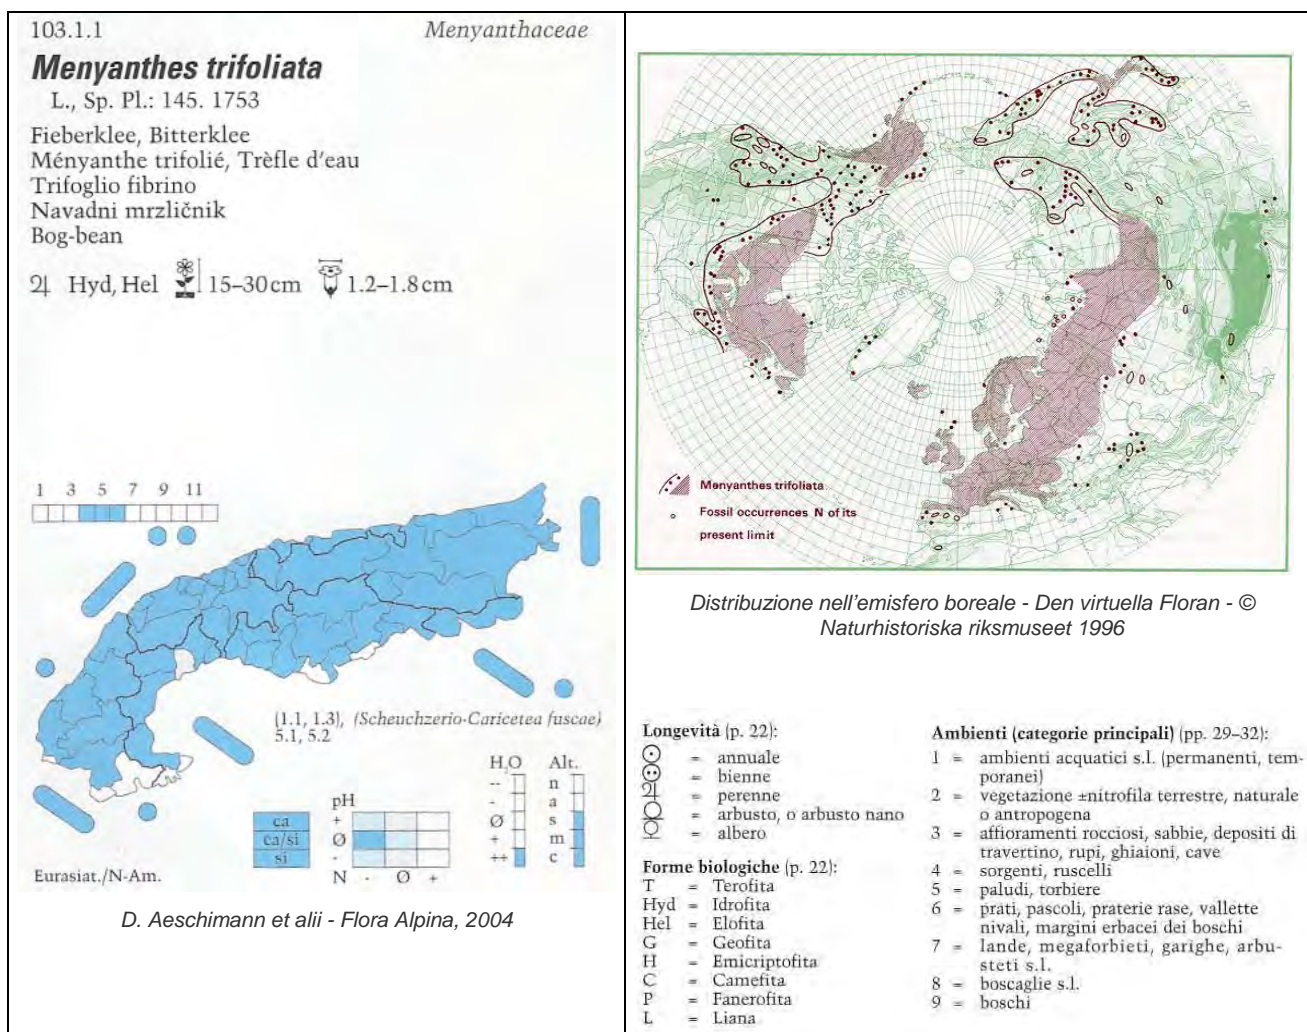 103.1.1 Menyanthaceae
Menyanthes trifoliata
L., Sp. Pl.: 145. 1753
Fieberklee, Bitterklee
Ményanthe trifolié, Trèfle d'eau
Trifoglio fibrino
Navadni mrzličnik
Bog-bean
♃ Hyd, Hel 15–30 cm 1.2–1.8 cm
1 3 5 7 9 11
(1.1, 1.3), (Scheuchzerio-Caricetea fuscae)
5.1, 5.2
H₂O Alt.
-- n
- a
Ø s
+ m
++ c
pH
ca +
ca/si Ø
si -
N - Ø +
Eurasiat./N-Am.
D. Aeschimann et alii - Flora Alpina, 2004
Menyanthes trifoliata
Fossil occurrences N of its
present limit
Distribuzione nell'emisfero boreale - Den virtuella Floran - ©
Naturhistoriska riksmuseet 1996
Longevità (p. 22):
= annuale
= bienne
♃ = perenne
= arbusto, o arbusto nano
= albero
Forme biologiche (p. 22):
T = Terofita
Hyd = Idrofita
Hel = Elofita
G = Geofita
H = Emicriptofita
C = Camefita
P = Fanerofita
L = Liana
Ambienti (categorie principali) (pp. 29–32):
1 = ambienti acquatici s.l. (permanenti, tem-
poranei)
2 = vegetazione ±nitrofila terrestre, naturale
o antropogena
3 = affioramenti rocciosi, sabbie, depositi di
travertino, rupi, ghiaioni, cave
4 = sorgenti, ruscelli
5 = paludi, torbiere
6 = prati, pascoli, praterie rase, vallette
nivali, margini erbacei dei boschi
7 = lande, megaforbieti, garighe, arbu-
steti s.l.
8 = boscaglie s.l.
9 = boschi